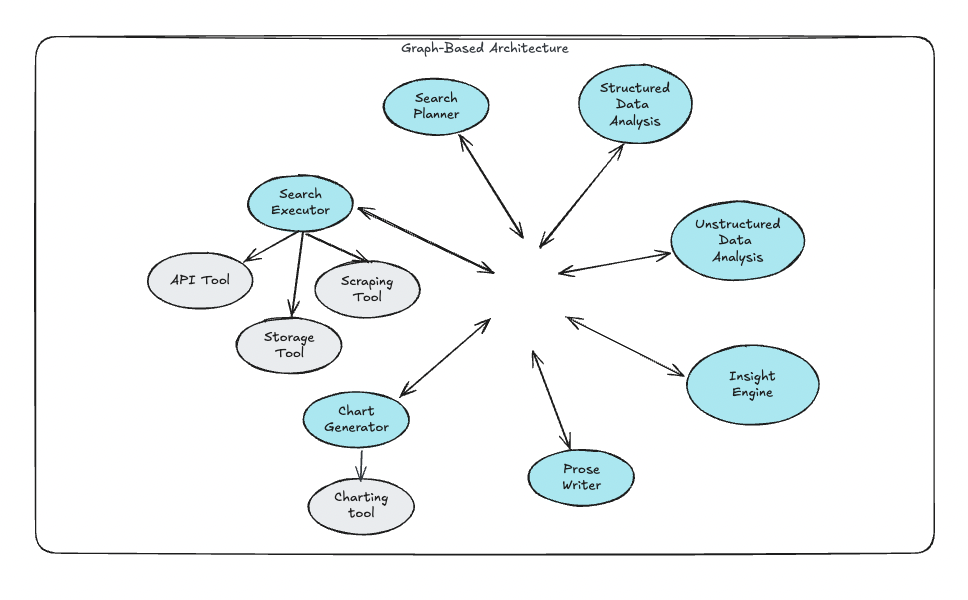 Graph-Based Architecture
Search
Planner
Structured
Data
Analysis
Search
Executor
Unstructured
Data
Analysis
API Tool
Scraping
Tool
Storage
Tool
Insight
Engine
Chart
Generator
Prose
Writer
Charting
tool